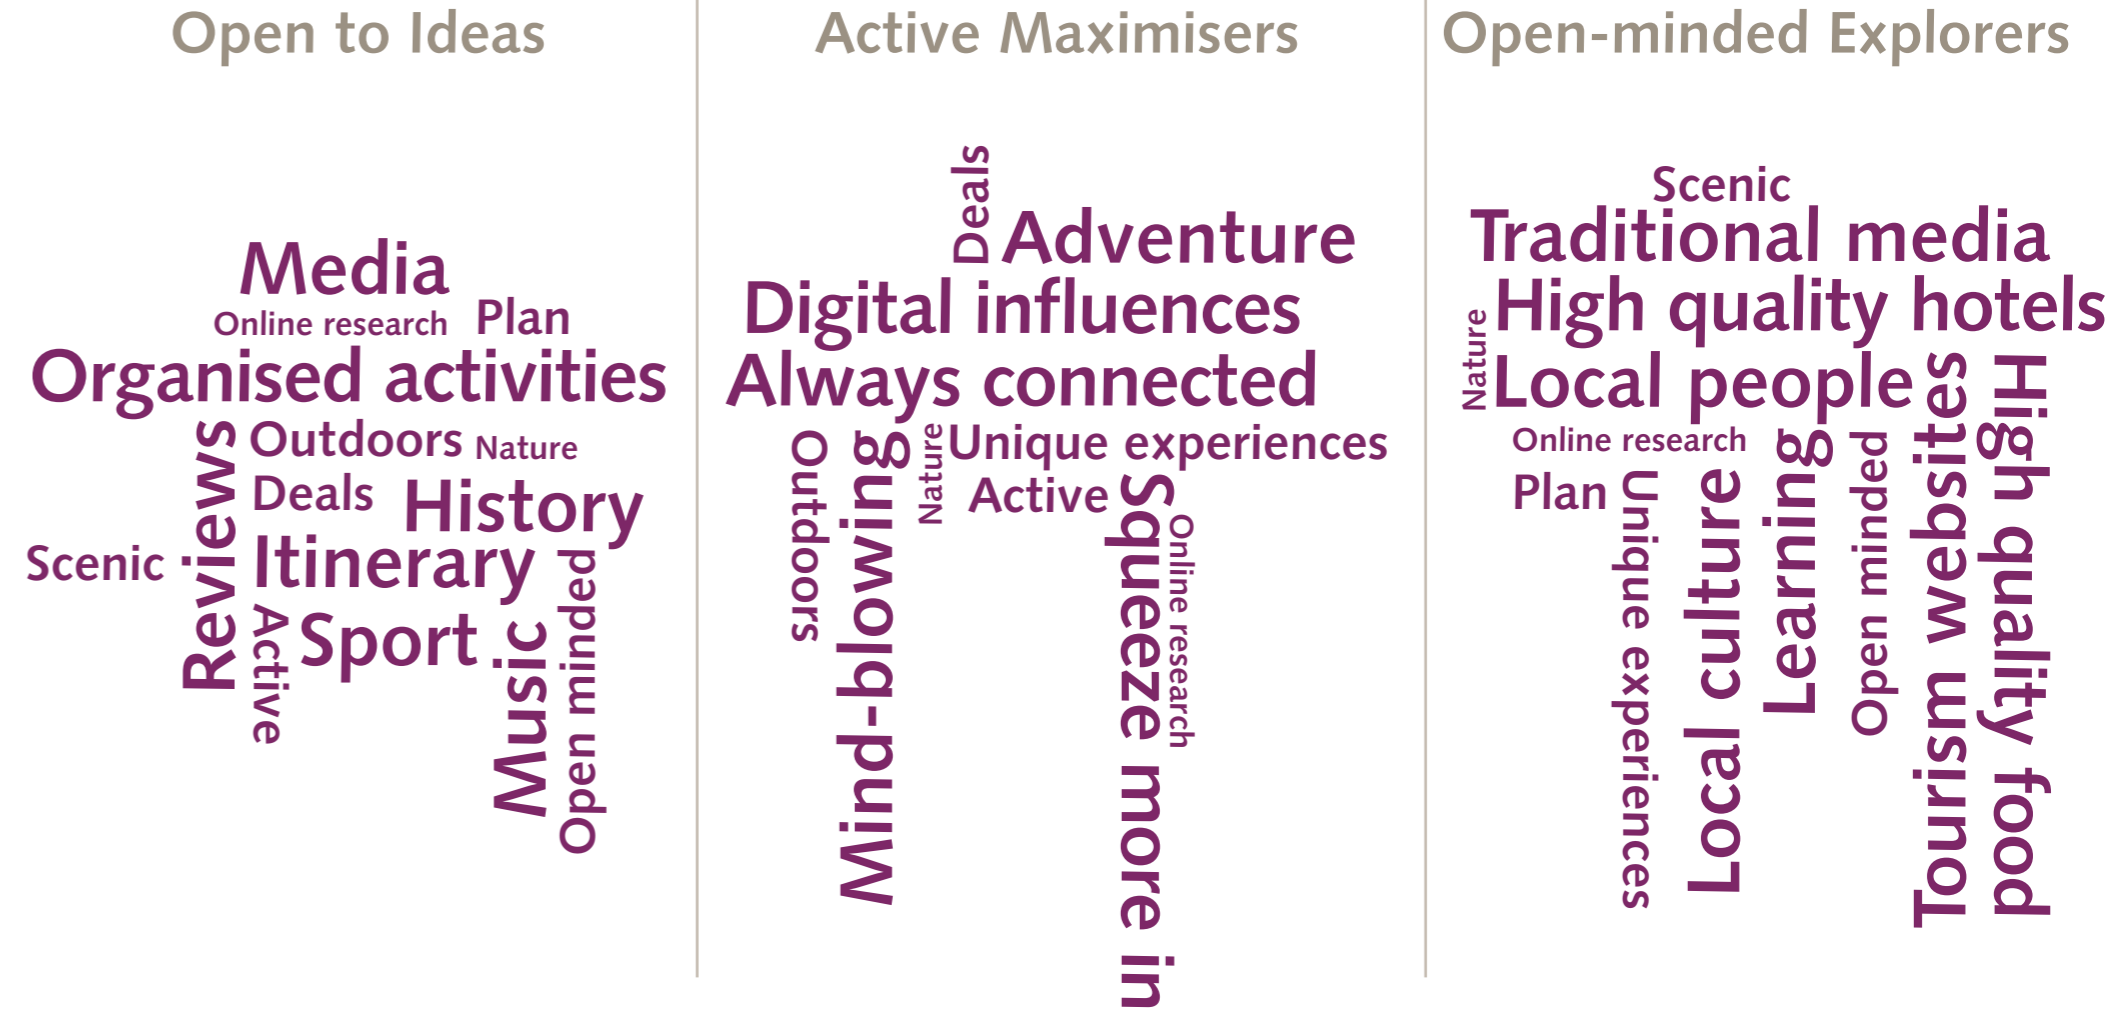 Open to Ideas
Media
Online research
Plan
Organised activities
Reviews
Outdoors
Nature
Deals
History
Scenic
Itinerary
Active
Sport
Music
Open minded
Active Maximisers
Deals
Adventure
Digital influences
Always connected
Outdoors
Mind-blowing
Nature
Unique experiences
Active
Squeeze more in
Online research
Open-minded Explorers
Scenic
Traditional media
Nature
High quality hotels
Local people
Online research
Plan
Unique experiences
Local culture
Learning
Open minded
Tourism websites
High quality food